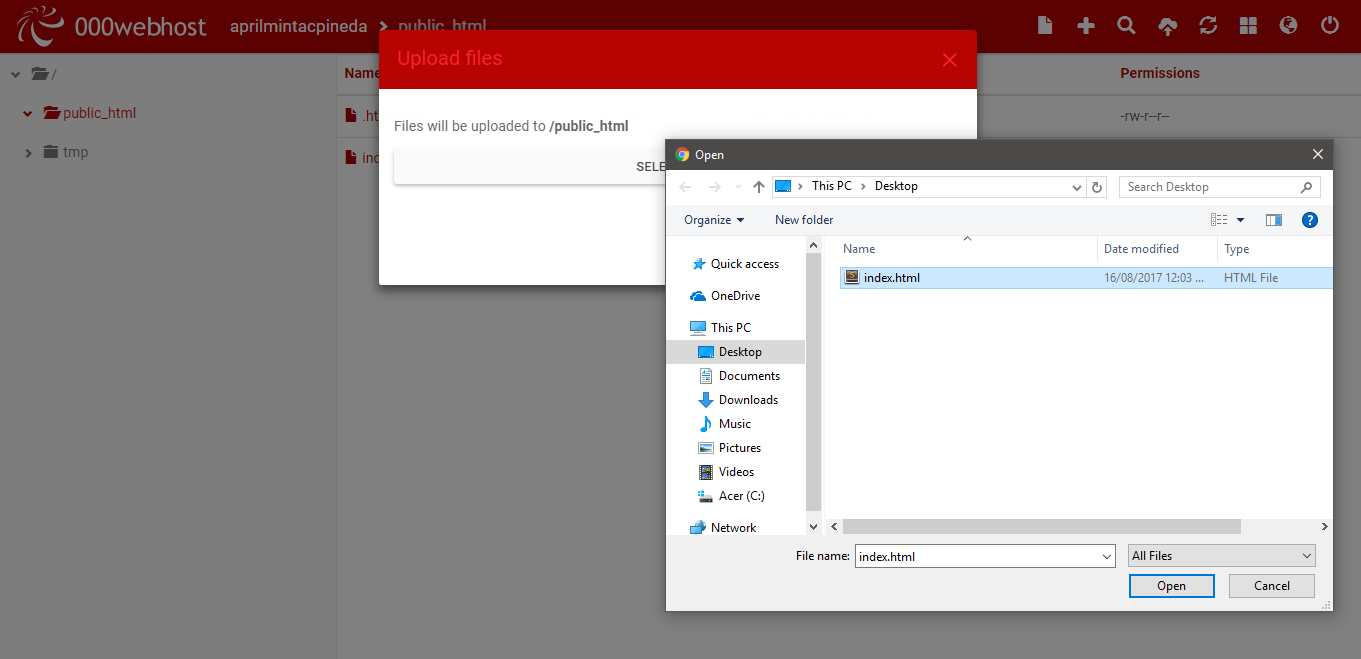 000webhost aprilmintacpineda > public_html
/
public_html
tmp
Name Permissions
.ht -rw-r--r--
Upload files
Files will be uploaded to /public_html
SELE
Open
This PC > Desktop
Search Desktop
Organize New folder
Name Date modified Type
index.html 16/08/2017 12:03 ... HTML File
Quick access
OneDrive
This PC
Desktop
Documents
Downloads
Music
Pictures
Videos
Acer (C:)
Network
File name: index.html All Files
Open Cancel